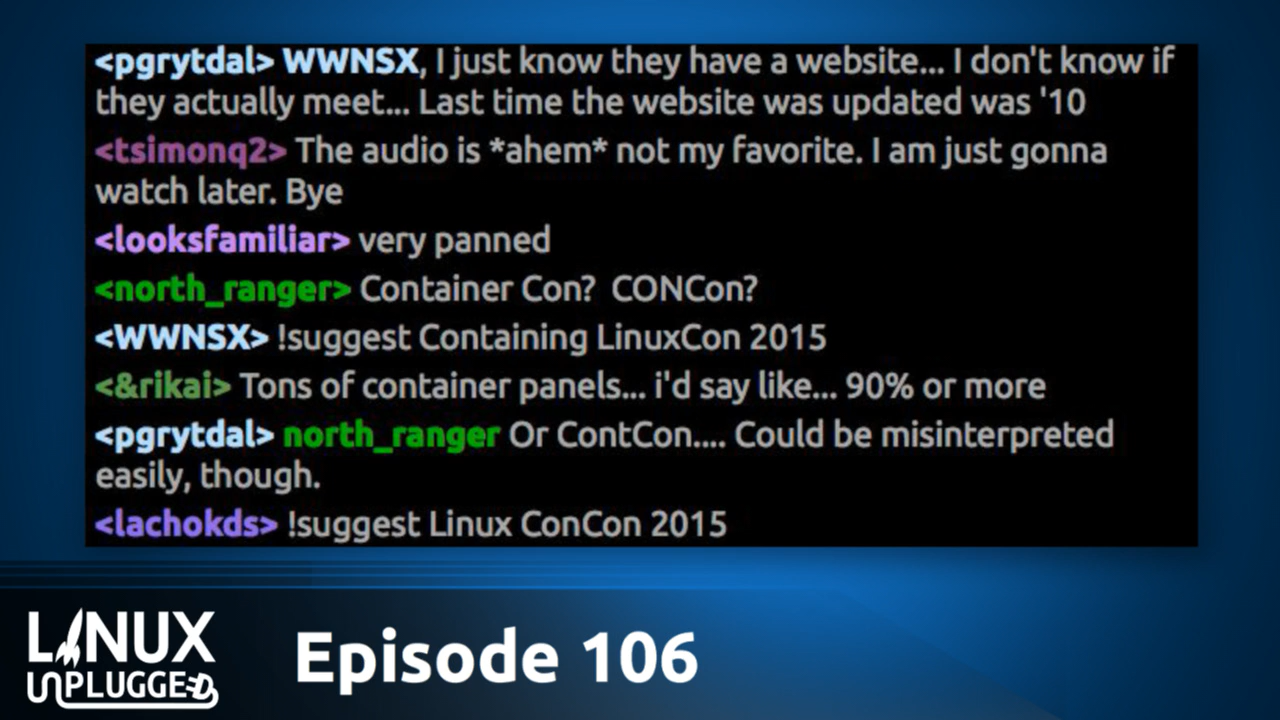 <pgrytdal> WWNSX, I just know they have a website... I don't know if
they actually meet... Last time the website was updated was '10
<tsimonq2> The audio is *ahem* not my favorite. I am just gonna
watch later. Bye
<looksfamiliar> very panned
<north_ranger> Container Con?  CONCon?
<WWNSX> !suggest Containing LinuxCon 2015
<&rikai> Tons of container panels... i'd say like... 90% or more
<pgrytdal> north_ranger Or ContCon.... Could be misinterpreted
easily, though.
<lachokds> !suggest Linux ConCon 2015
LINUX
UNPLUGGED
Episode 106